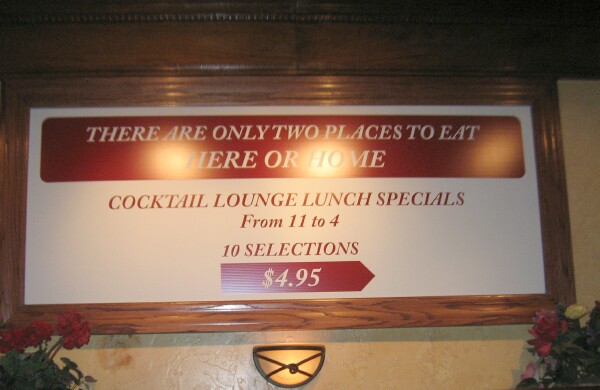 THERE ARE ONLY TWO PLACES TO EAT
HERE OR HOME
COCKTAIL LOUNGE LUNCH SPECIALS
From 11 to 4
10 SELECTIONS
$4.95